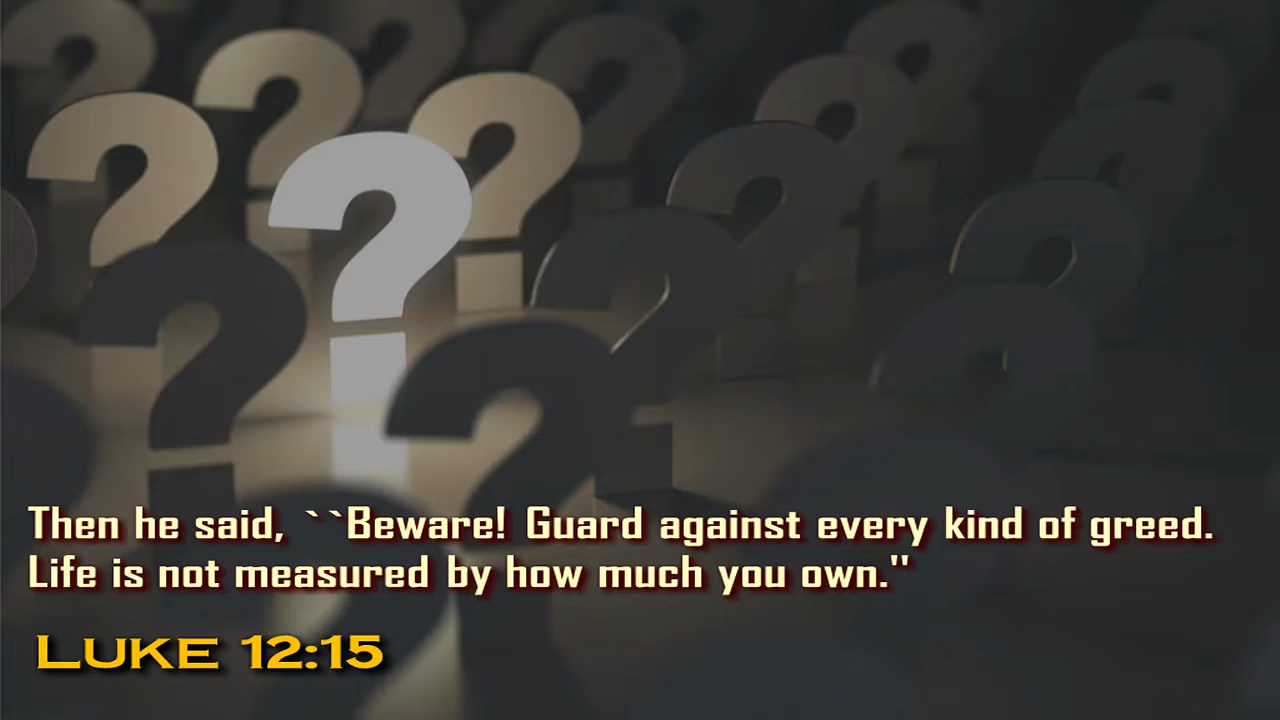 Then he said, ``Beware! Guard against every kind of greed.
Life is not measured by how much you own.''
LUKE 12:15